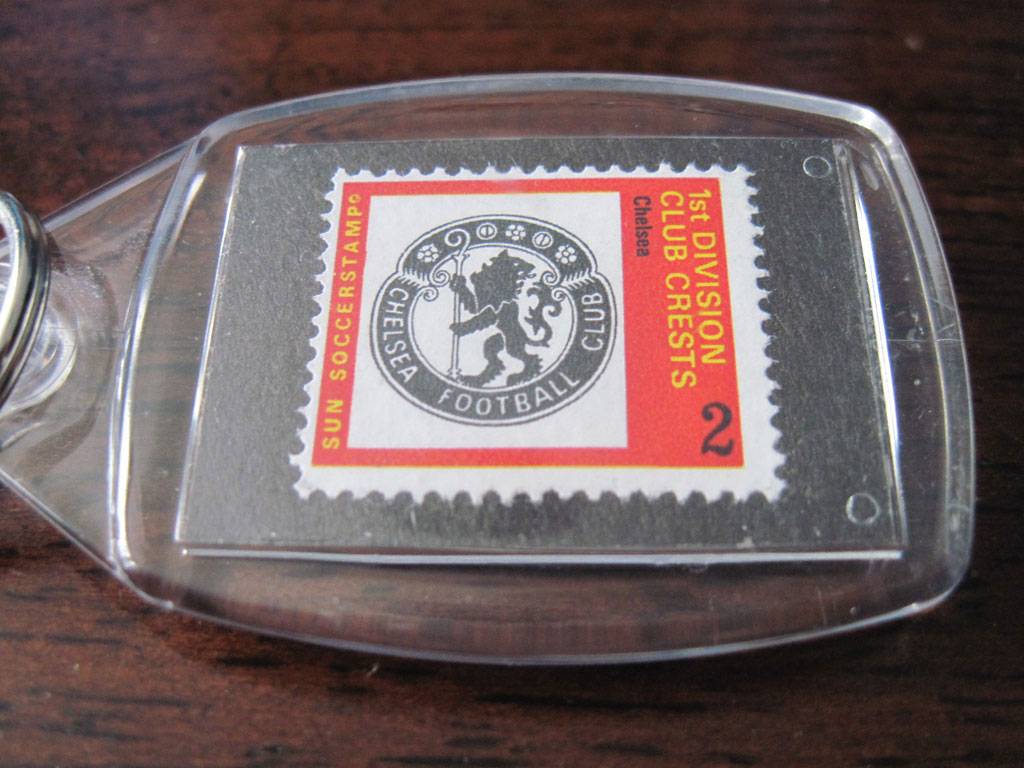 1st DIVISION
CLUB CRESTS
Chelsea
2
CHELSEA FOOTBALL CLUB
SUN SOCCERSTAMPS